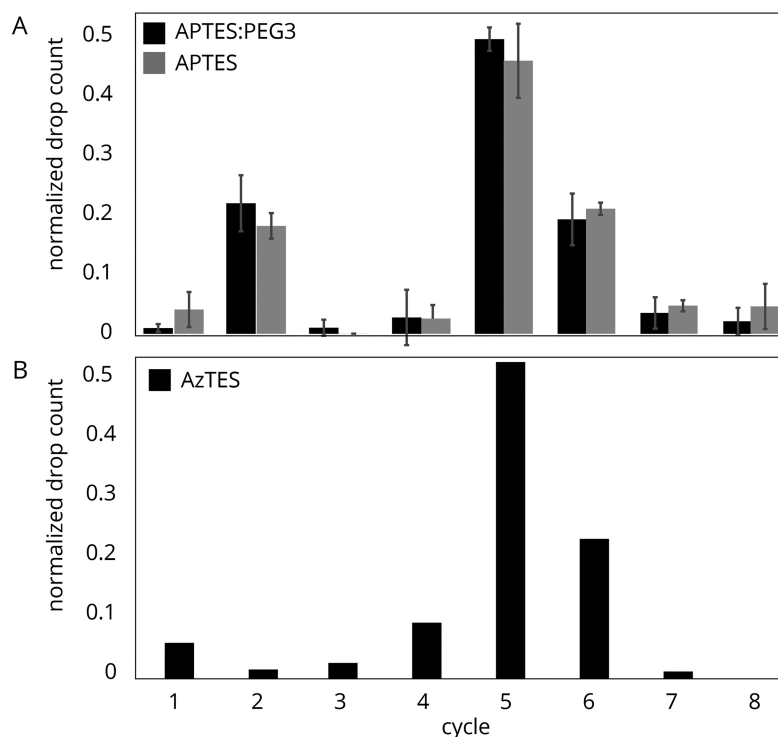 A
APTES:PEG3
APTES
normalized drop count
0.5
0.4
0.3
0.2
0.1
0
B
AzTES
normalized drop count
0.5
0.4
0.3
0.2
0.1
0
1 2 3 4 5 6 7 8
cycle